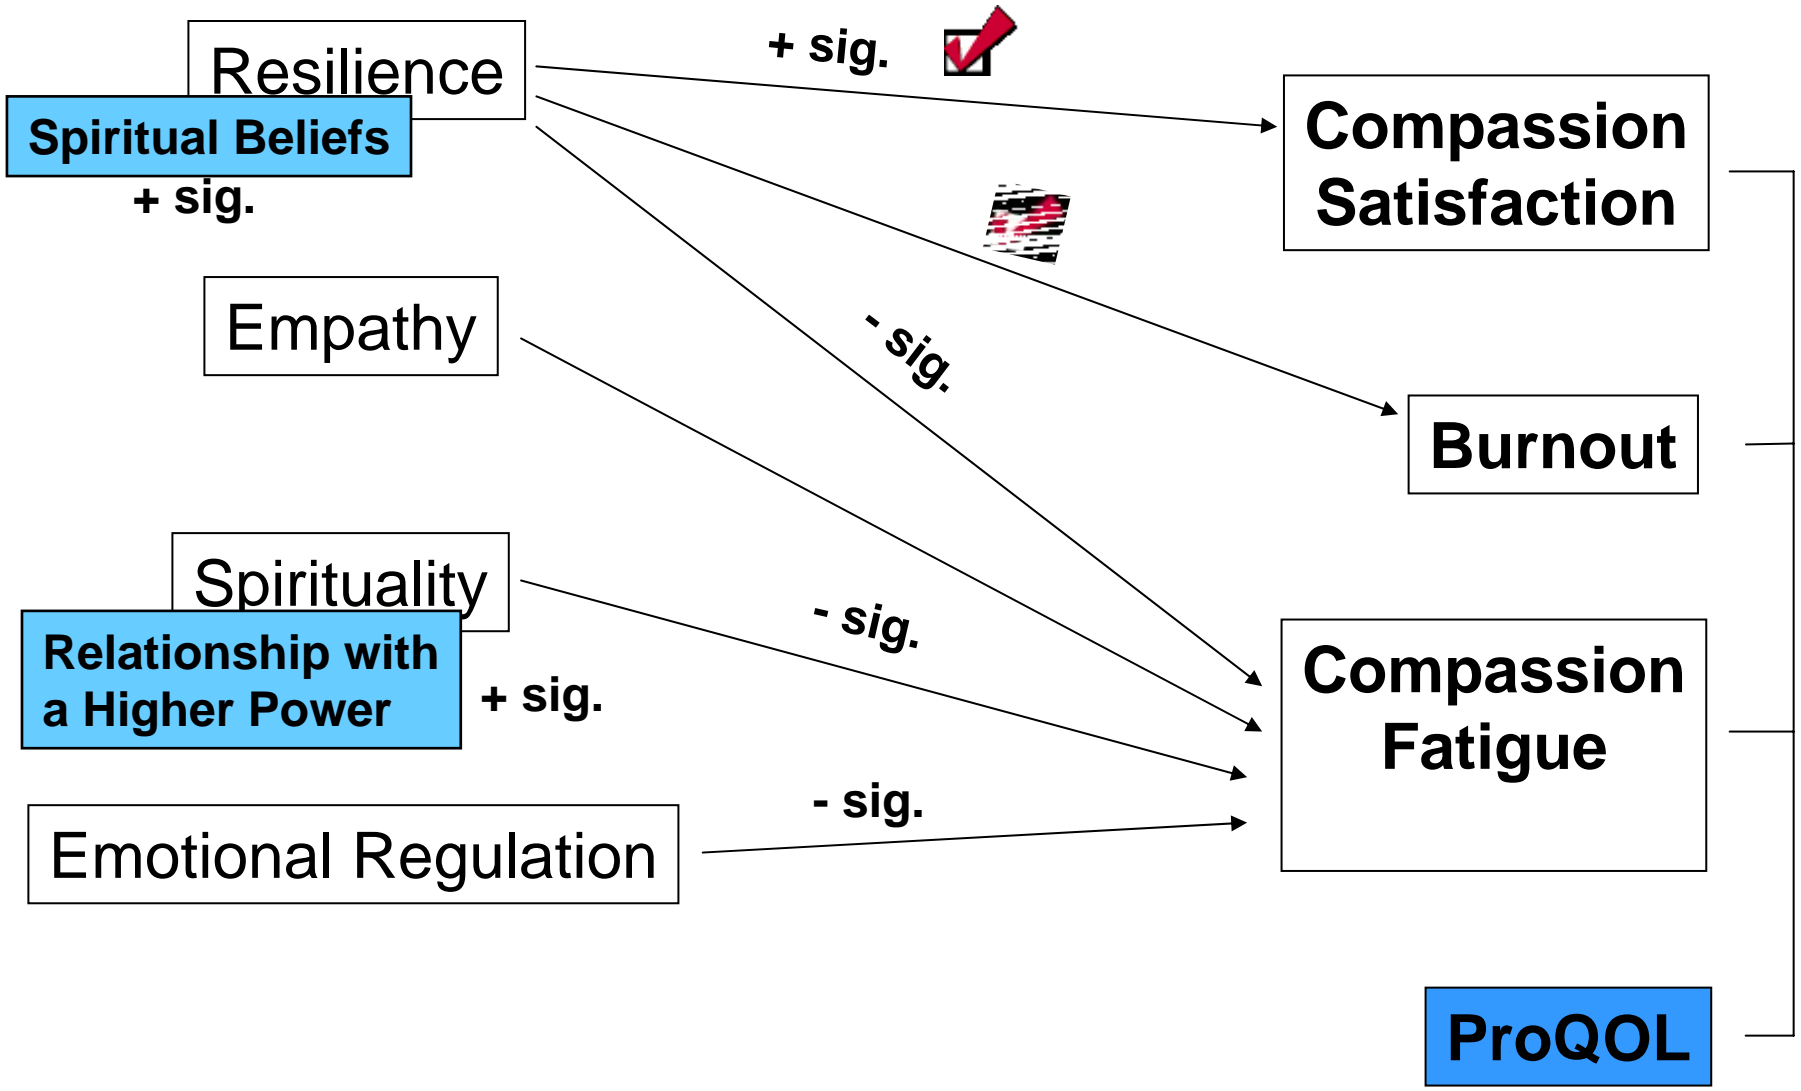 Resilience
Spiritual Beliefs
+ sig.
+ sig.
Compassion
Satisfaction
Empathy
- sig.
Burnout
Spirituality
Relationship with
a Higher Power
+ sig.
- sig.
Compassion
Fatigue
Emotional Regulation
- sig.
ProQOL